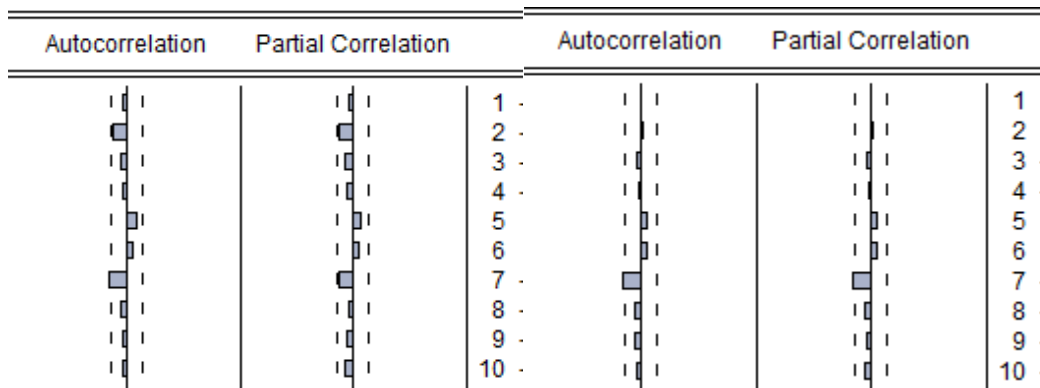 Autocorrelation Partial Correlation Autocorrelation Partial Correlation
1 - 1
2 - 2
3 - 3 -
4 - 4 -
5 5
6 6
7 - 7 -
8 - 8 -
9 - 9 -
10 - 10 -